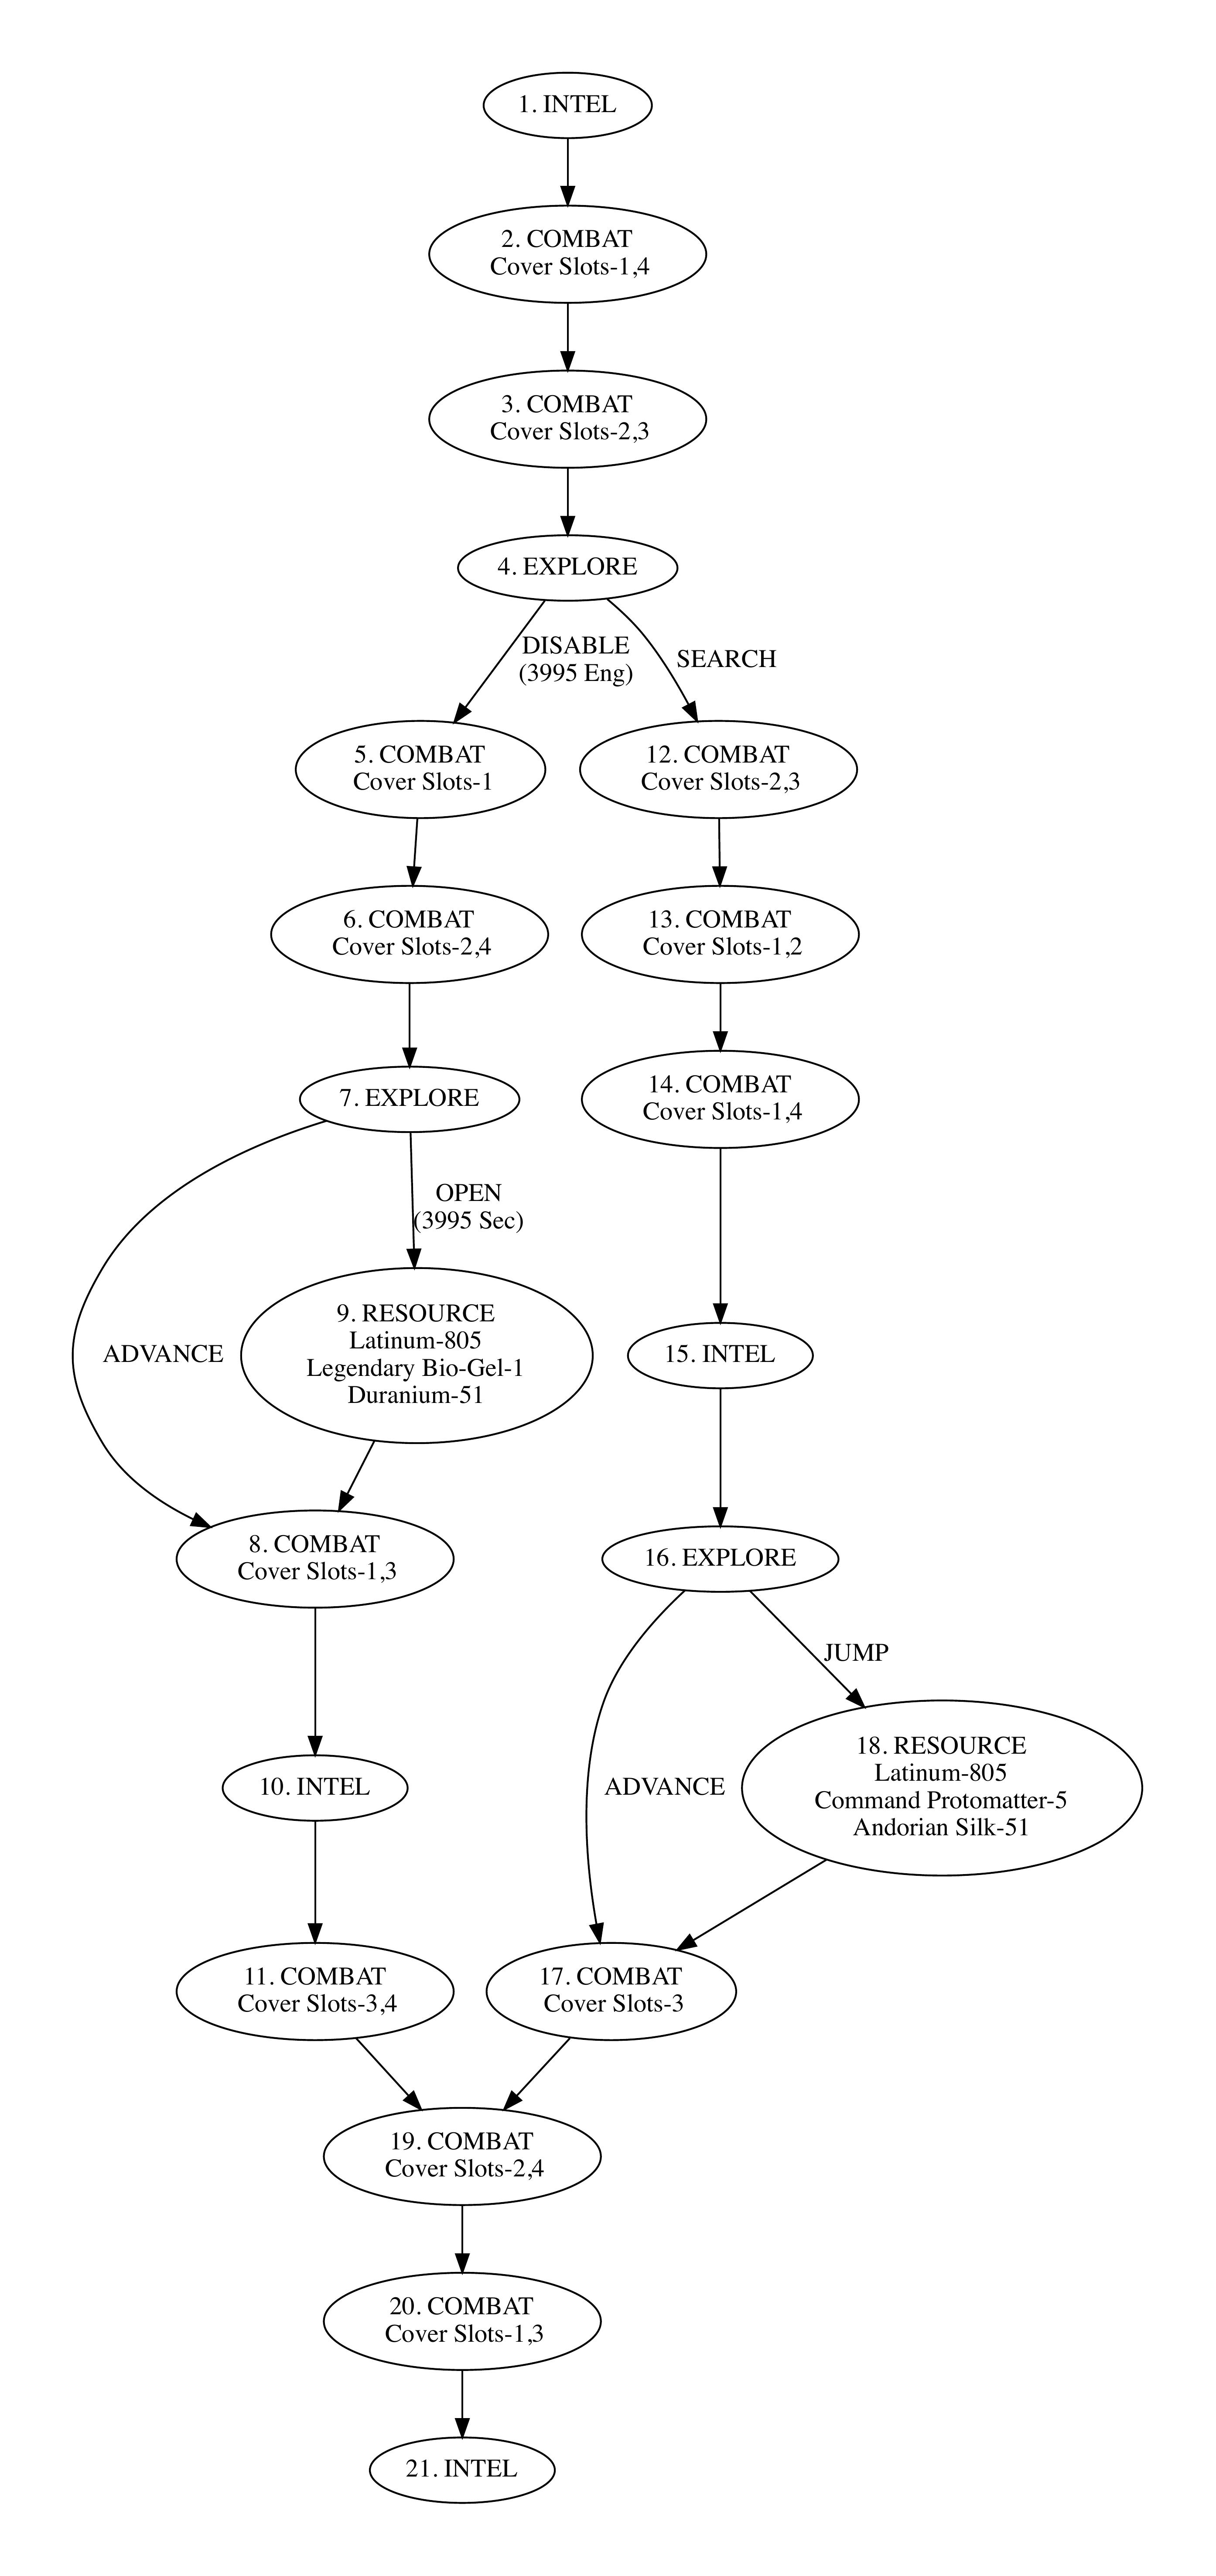 1. INTEL
2. COMBAT
Cover Slots-1,4
3. COMBAT
Cover Slots-2,3
4. EXPLORE
DISABLE
(3995 Eng)
SEARCH
5. COMBAT
Cover Slots-1
12. COMBAT
Cover Slots-2,3
6. COMBAT
Cover Slots-2,4
13. COMBAT
Cover Slots-1,2
7. EXPLORE
14. COMBAT
Cover Slots-1,4
OPEN
(3995 Sec)
ADVANCE
9. RESOURCE
Latinum-805
Legendary Bio-Gel-1
Duranium-51
15. INTEL
8. COMBAT
Cover Slots-1,3
16. EXPLORE
JUMP
10. INTEL
ADVANCE
18. RESOURCE
Latinum-805
Command Protomatter-5
Andorian Silk-51
11. COMBAT
Cover Slots-3,4
17. COMBAT
Cover Slots-3
19. COMBAT
Cover Slots-2,4
20. COMBAT
Cover Slots-1,3
21. INTEL